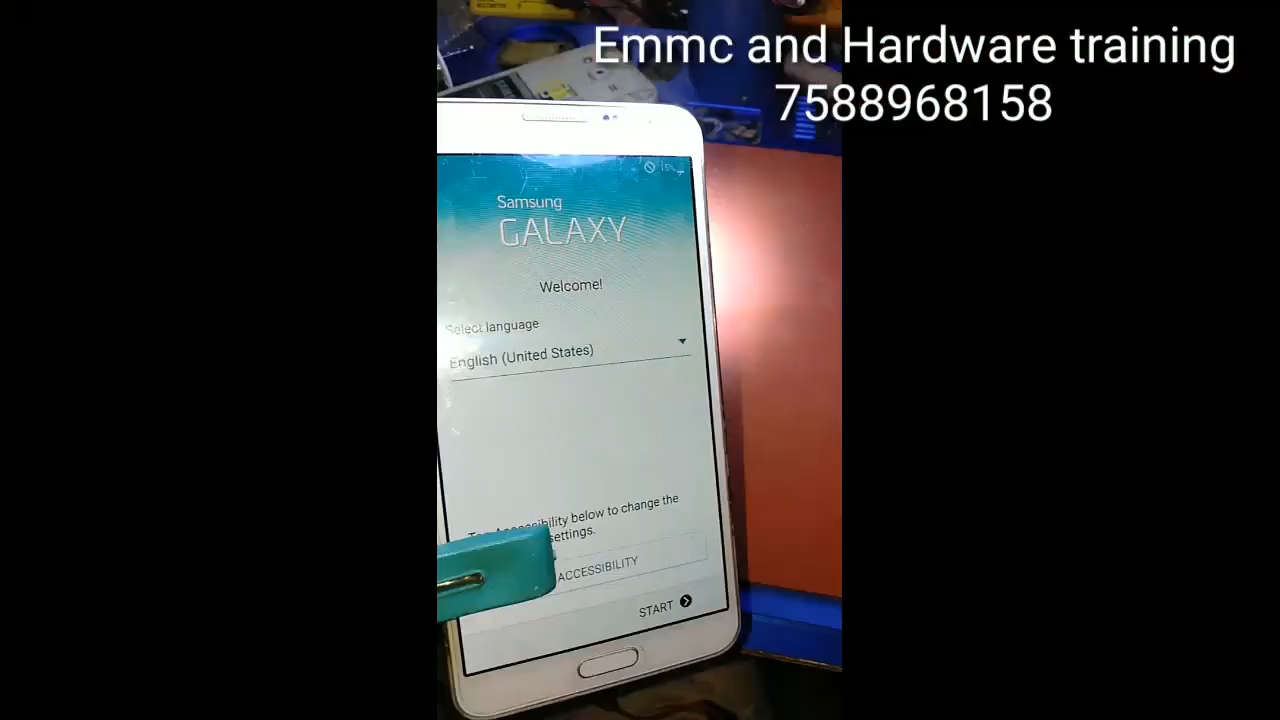 Emmc and Hardware training
7588968158
Samsung
GALAXY
Welcome!
Select language
English (United States)
Accessibility below to change the
settings.
ACCESSIBILITY
START